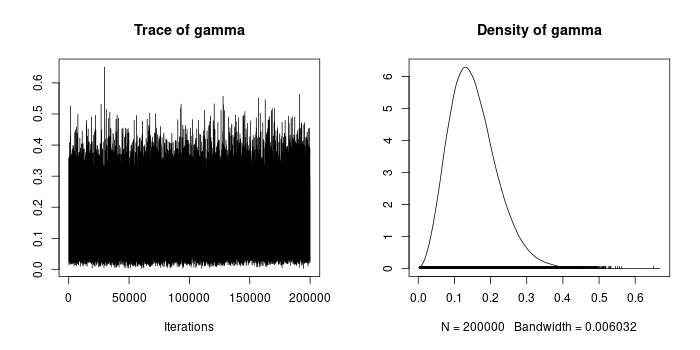 Trace of gamma
0.6
0.5
0.4
0.3
0.2
0.1
0.0
0 50000 100000 150000 200000
Iterations
Density of gamma
6
5
4
3
2
1
0
0.0 0.1 0.2 0.3 0.4 0.5 0.6
N = 200000 Bandwidth = 0.006032